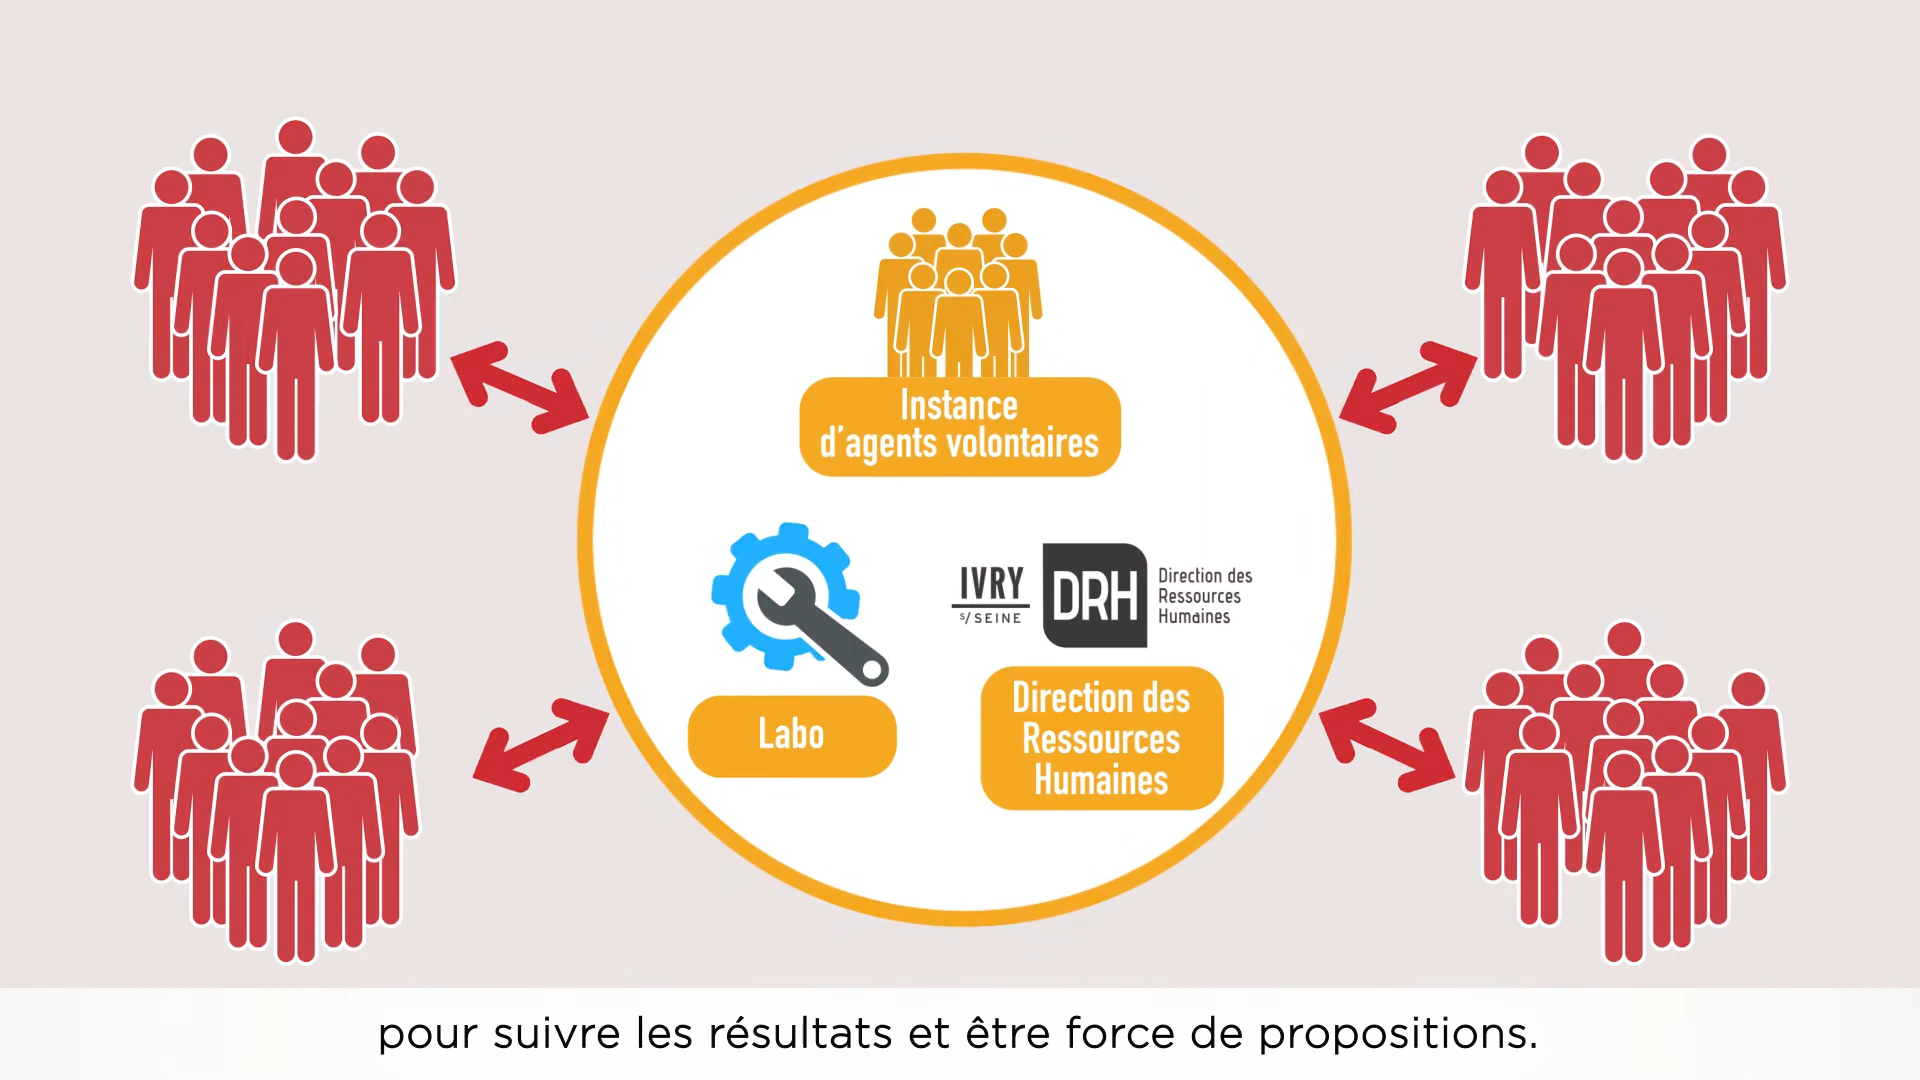 Instance
d'agents volontaires
IVRY
S/SEINE
DRH
Direction des
Ressources
Humaines
Labo
Direction des
Ressources
Humaines
pour suivre les résultats et être force de propositions.